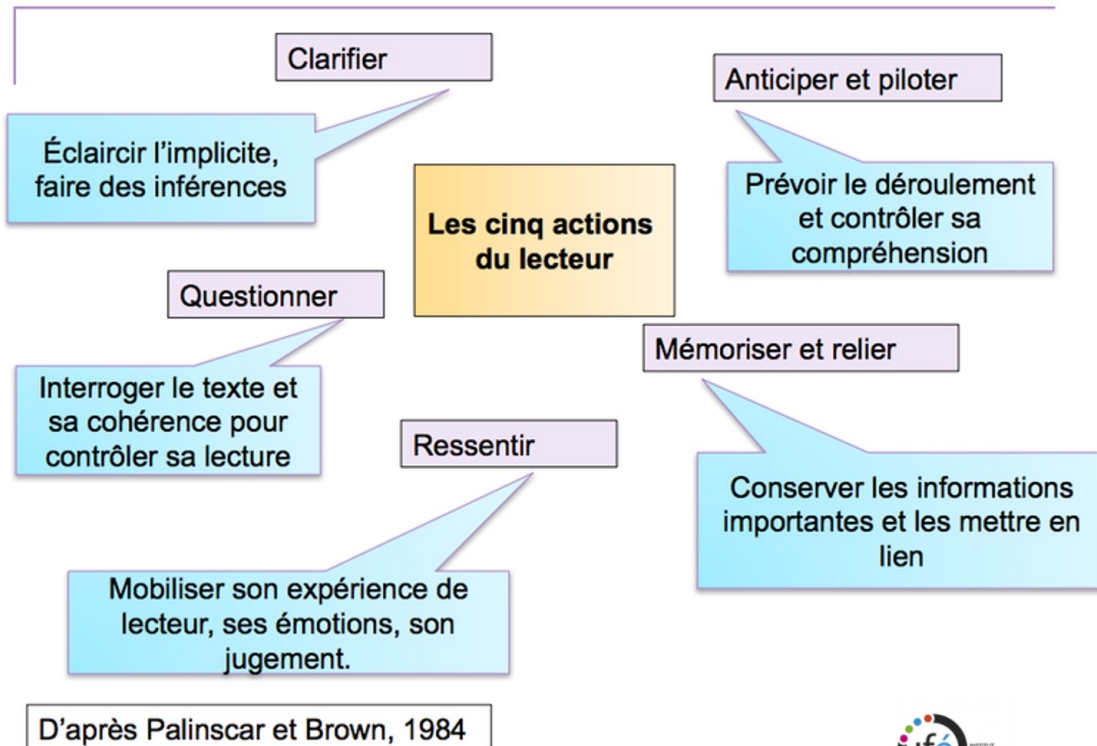 Clarifier
Anticiper et piloter
Éclaircir l'implicite,
faire des inférences
Les cinq actions
du lecteur
Prévoir le déroulement
et contrôler sa
compréhension
Questionner
Mémoriser et relier
Interroger le texte et
sa cohérence pour
contrôler sa lecture
Ressentir
Conserver les informations
importantes et les mettre en
lien
Mobiliser son expérience de
lecteur, ses émotions, son
jugement.
D'après Palinscar et Brown, 1984
ifé